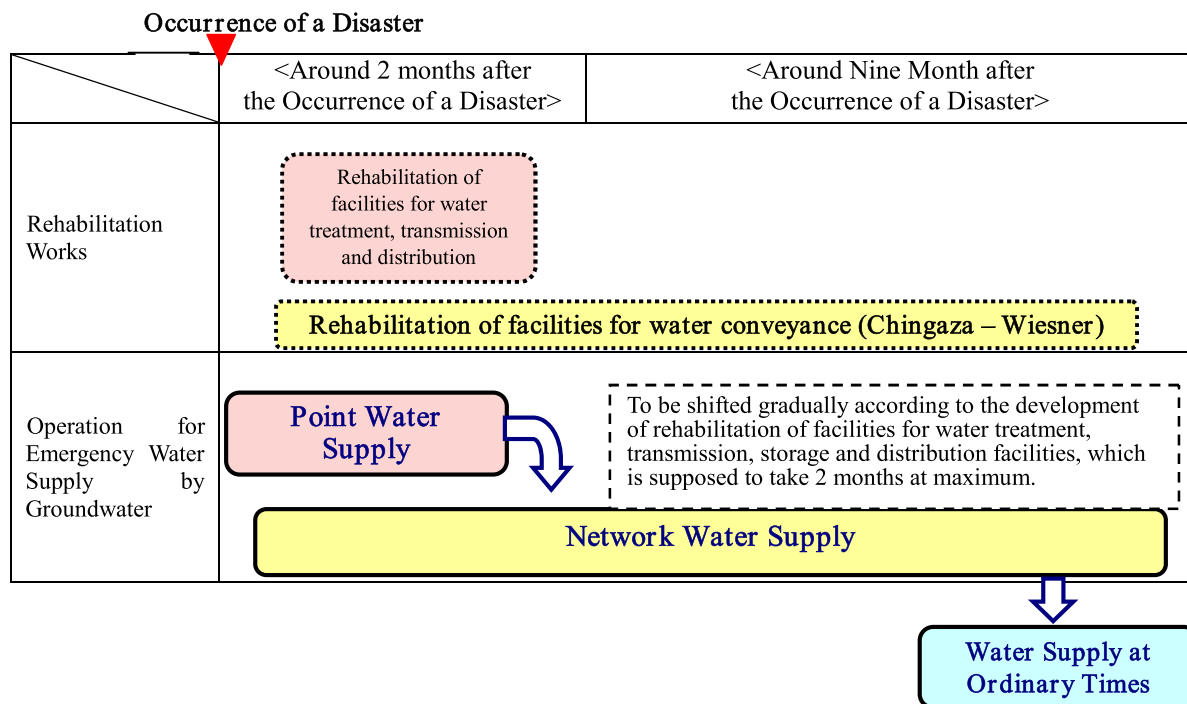 Occurrence of a Disaster
<Around 2 months after
the Occurrence of a Disaster>
<Around Nine Month after
the Occurrence of a Disaster>
Rehabilitation
Works
Rehabilitation of
facilities for water
treatment, transmission
and distribution
Rehabilitation of facilities for water conveyance (Chingaza – Wiesner)
Operation for
Emergency Water
Supply by
Groundwater
Point Water
Supply
To be shifted gradually according to the development
of rehabilitation of facilities for water treatment,
transmission, storage and distribution facilities, which
is supposed to take 2 months at maximum.
Network Water Supply
Water Supply at
Ordinary Times